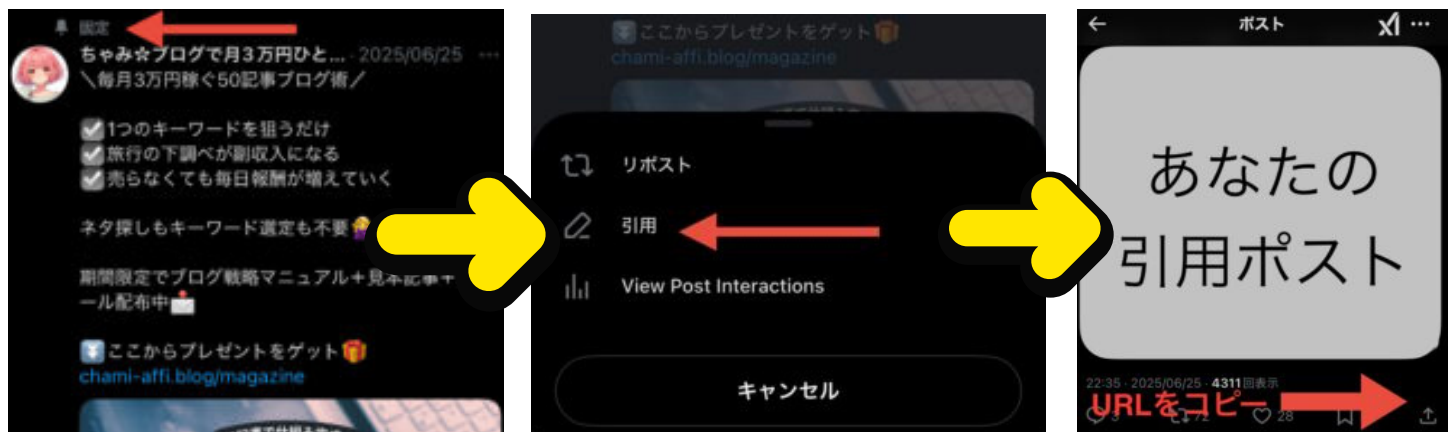 固定
ちゃみ☆ブログで月3万円ひと... · 2025/06/25
＼毎月3万円稼ぐ50記事ブログ術／
1つのキーワードを狙うだけ
旅行の下調べが副収入になる
売らなくても毎日報酬が増えていく
ネタ探しもキーワード選定も不要
期間限定でブログ戦略マニュアル＋見本記事＋
ール配布中
ここからプレゼントをゲット
chami-affi.blog/magazine
ここからプレゼントをゲット
chami-affi.blog/magazine
リポスト
引用
View Post Interactions
キャンセル
ポスト
あなたの
引用ポスト
22:35 · 2025/06/25 · 4311回表示
URLをコピー
72
28